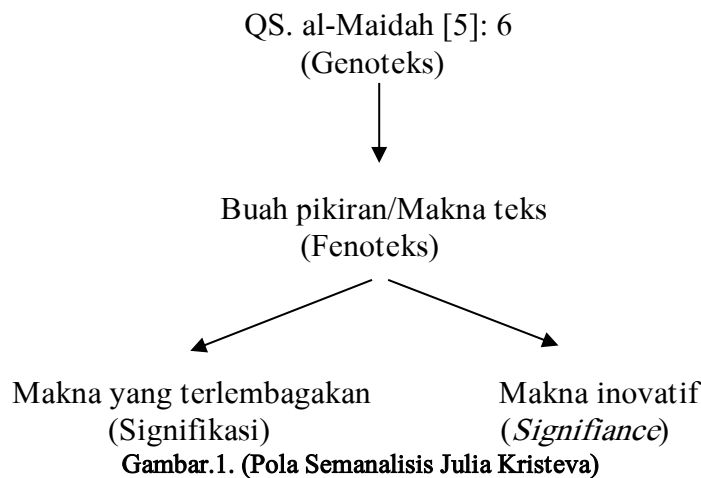 QS. al-Maidah [5]: 6
(Genoteks)
Buah pikiran/Makna teks
(Fenoteks)
Makna yang terlembagakan Makna inovatif
(Signifikasi) (Signifiance)
Gambar.1. (Pola Semanalisis Julia Kristeva)